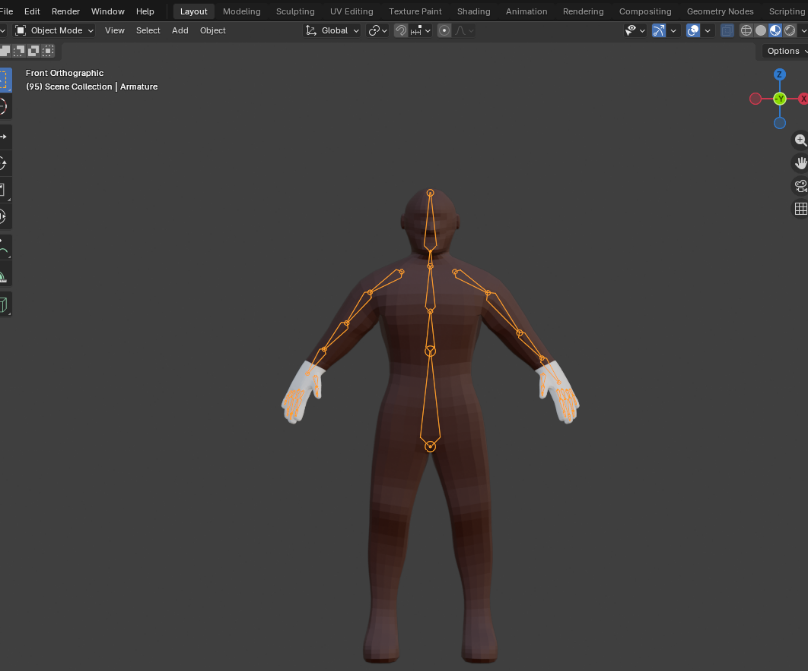 File Edit Render Window Help Layout Modeling Sculpting UV Editing Texture Paint Shading Animation Rendering Compositing Geometry Nodes Scripting
Object Mode View Select Add Object Global
Options
Front Orthographic
(95) Scene Collection | Armature
Z
Y
X